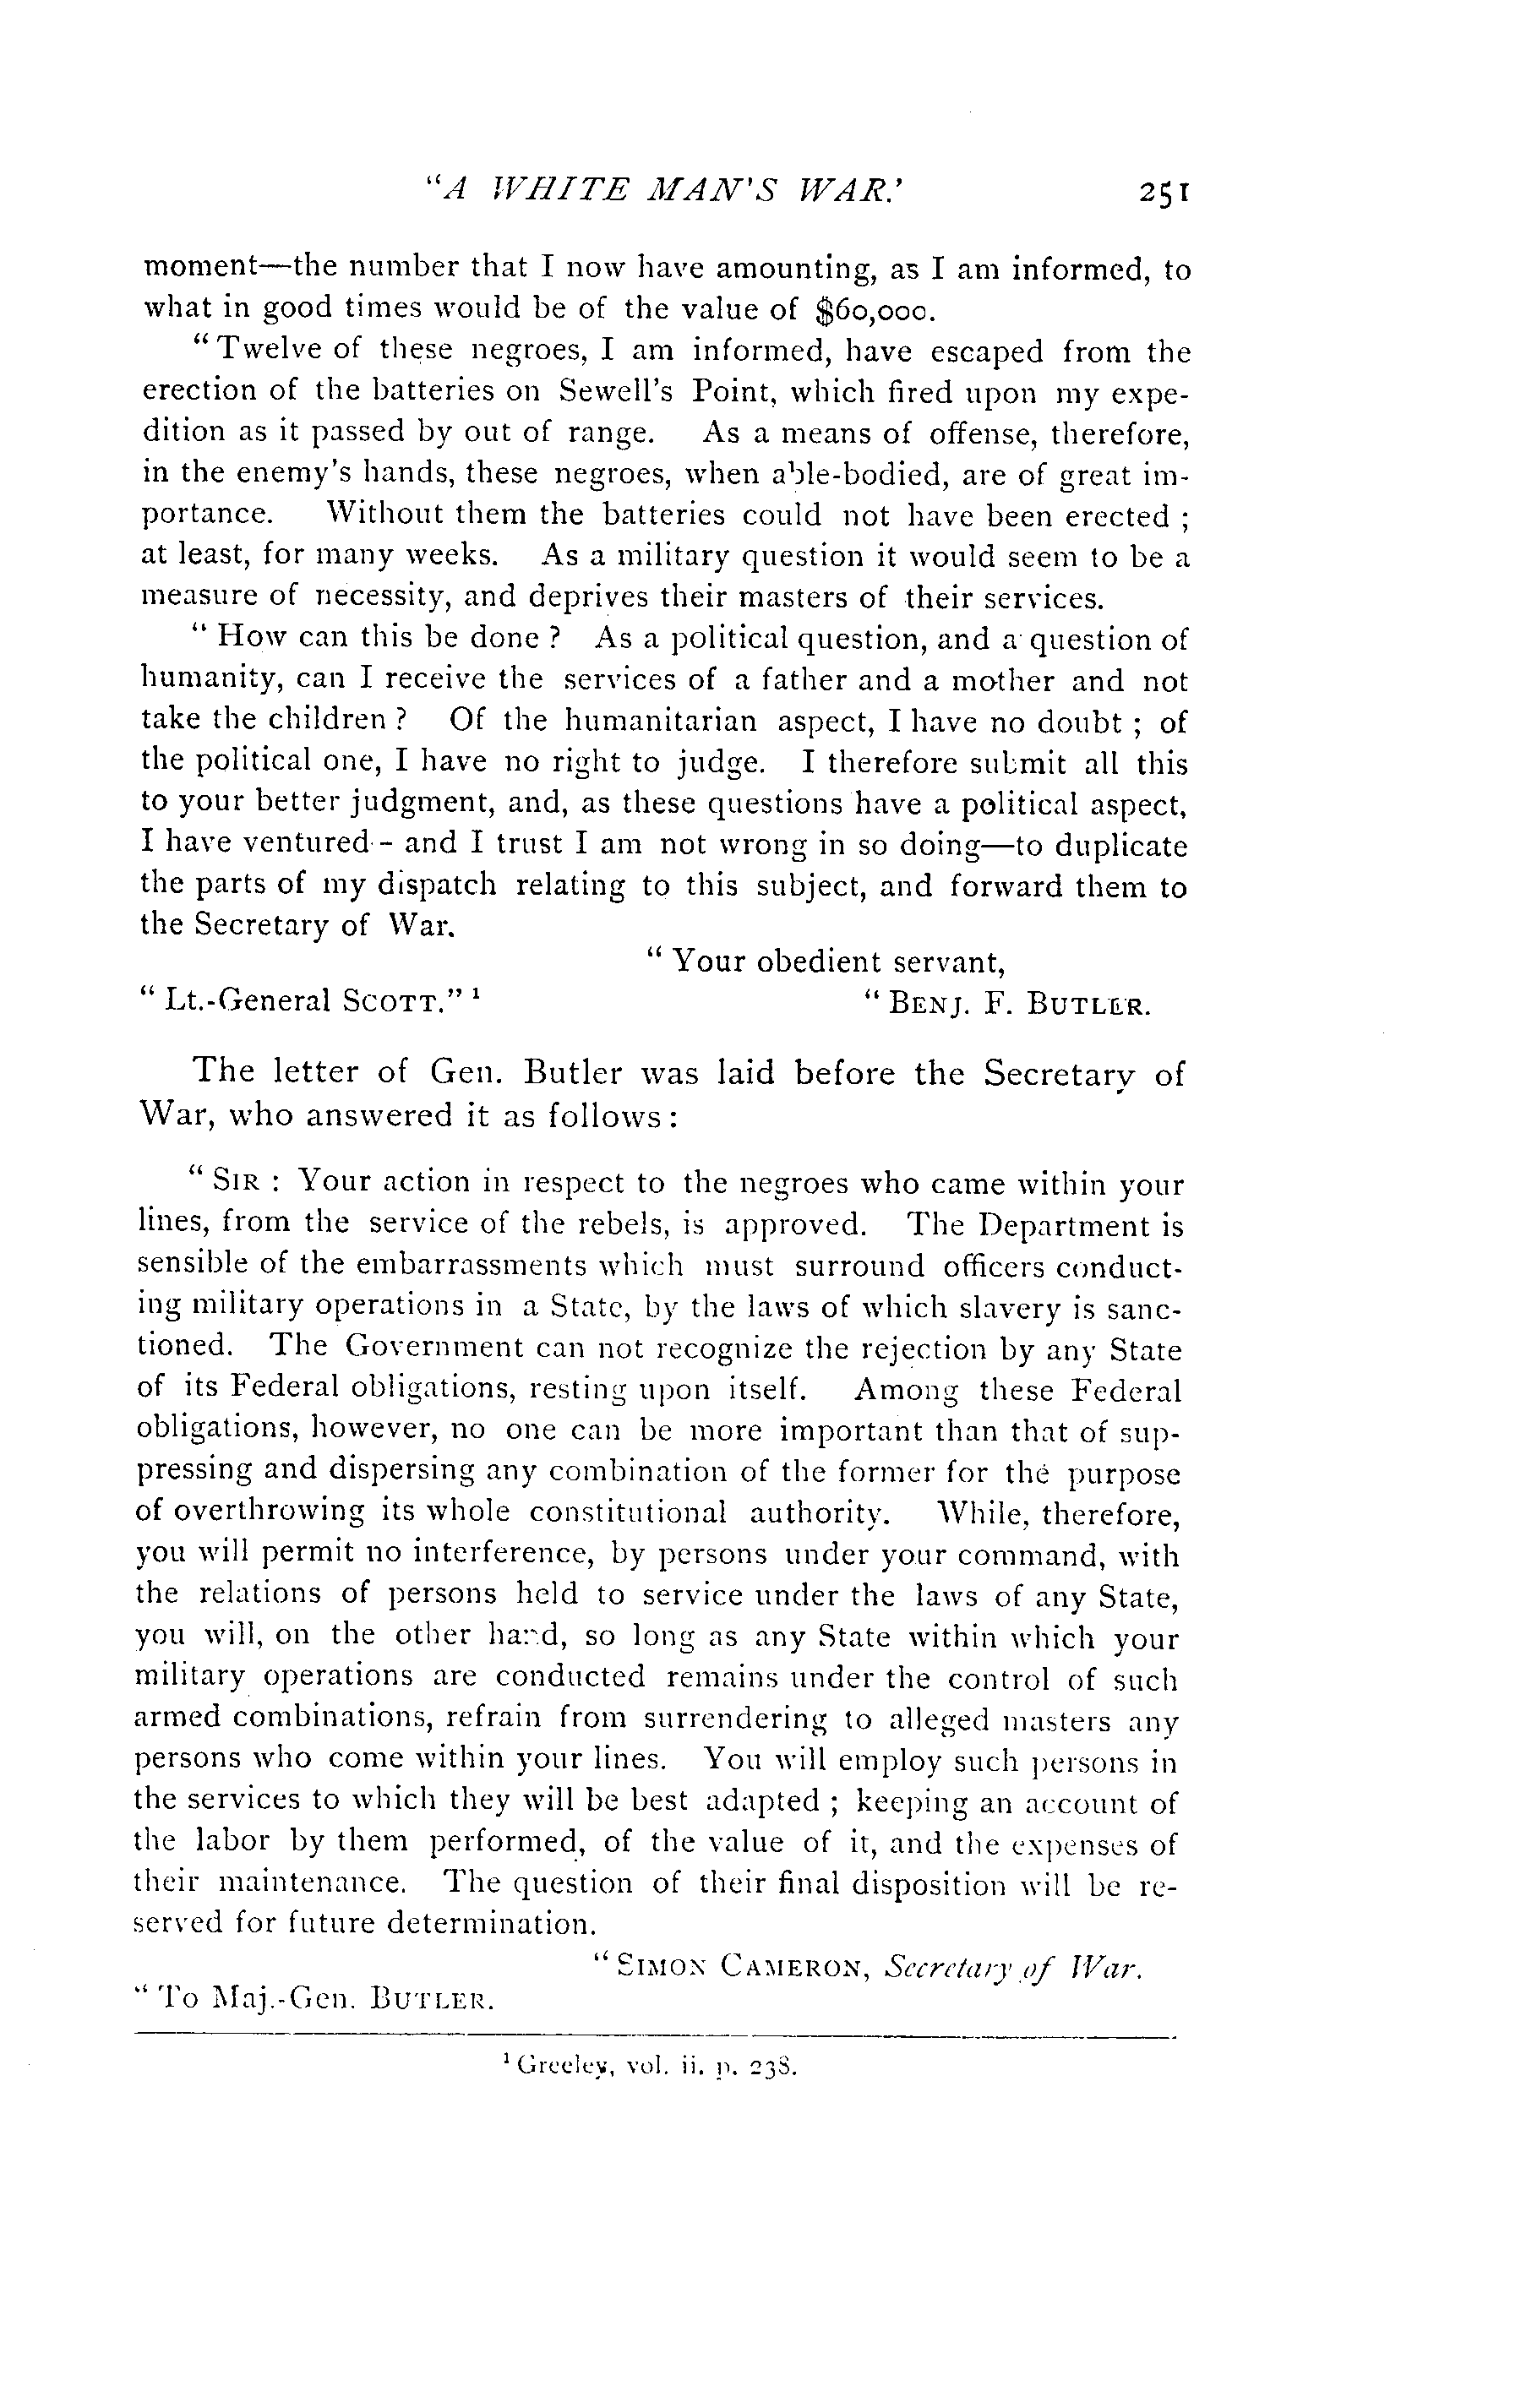 "A WHITE MAN'S WAR.' 251
moment—the number that I now have amounting, as I am informed, to
what in good times would be of the value of $60,000.
"Twelve of these negroes, I am informed, have escaped from the
erection of the batteries on Sewell's Point, which fired upon my expe-
dition as it passed by out of range. As a means of offense, therefore,
in the enemy's hands, these negroes, when able-bodied, are of great im-
portance. Without them the batteries could not have been erected ;
at least, for many weeks. As a military question it would seem to be a
measure of necessity, and deprives their masters of their services.
" How can this be done ? As a political question, and a question of
humanity, can I receive the services of a father and a mother and not
take the children ? Of the humanitarian aspect, I have no doubt ; of
the political one, I have no right to judge. I therefore submit all this
to your better judgment, and, as these questions have a political aspect,
I have ventured - and I trust I am not wrong in so doing—to duplicate
the parts of my dispatch relating to this subject, and forward them to
the Secretary of War.
" Your obedient servant,
" Lt.-General SCOTT." ¹ " BENJ. F. BUTLER.
The letter of Gen. Butler was laid before the Secretary of
War, who answered it as follows :
" SIR : Your action in respect to the negroes who came within your
lines, from the service of the rebels, is approved. The Department is
sensible of the embarrassments which must surround officers conduct-
ing military operations in a State, by the laws of which slavery is sanc-
tioned. The Government can not recognize the rejection by any State
of its Federal obligations, resting upon itself. Among these Federal
obligations, however, no one can be more important than that of sup-
pressing and dispersing any combination of the former for the purpose
of overthrowing its whole constitutional authority. While, therefore,
you will permit no interference, by persons under your command, with
the relations of persons held to service under the laws of any State,
you will, on the other hand, so long as any State within which your
military operations are conducted remains under the control of such
armed combinations, refrain from surrendering to alleged masters any
persons who come within your lines. You will employ such persons in
the services to which they will be best adapted ; keeping an account of
the labor by them performed, of the value of it, and the expenses of
their maintenance. The question of their final disposition will be re-
served for future determination.
" SIMON CAMERON, Secretary of War.
" To Maj.-Gen. BUTLER.
¹ Greeley, vol. ii. p. 238.